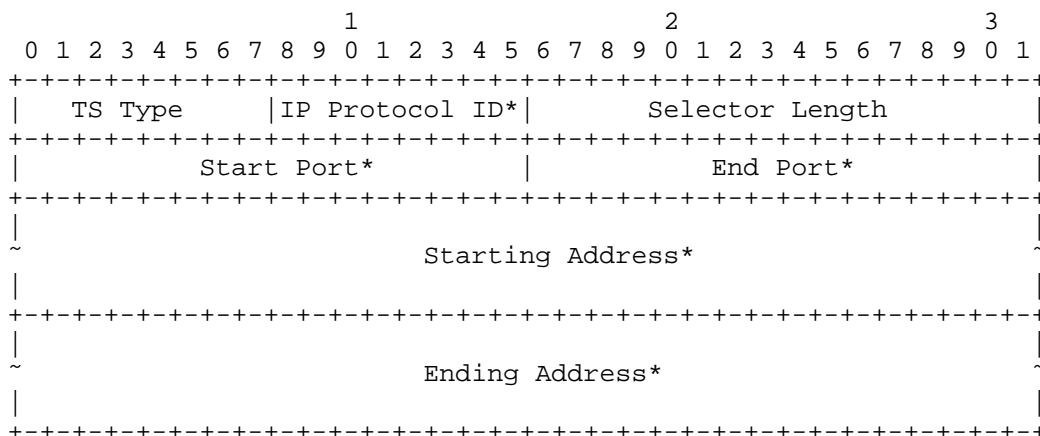 1                   2                   3
 0 1 2 3 4 5 6 7 8 9 0 1 2 3 4 5 6 7 8 9 0 1 2 3 4 5 6 7 8 9 0 1
+-+-+-+-+-+-+-+-+-+-+-+-+-+-+-+-+-+-+-+-+-+-+-+-+-+-+-+-+-+-+-+-+
|   TS Type     |IP Protocol ID*|       Selector Length         |
+-+-+-+-+-+-+-+-+-+-+-+-+-+-+-+-+-+-+-+-+-+-+-+-+-+-+-+-+-+-+-+-+
|           Start Port*         |           End Port*           |
+-+-+-+-+-+-+-+-+-+-+-+-+-+-+-+-+-+-+-+-+-+-+-+-+-+-+-+-+-+-+-+-+
|                                                               |
~                         Starting Address*                     ~
|                                                               |
+-+-+-+-+-+-+-+-+-+-+-+-+-+-+-+-+-+-+-+-+-+-+-+-+-+-+-+-+-+-+-+-+
|                                                               |
~                         Ending Address*                       ~
|                                                               |
+-+-+-+-+-+-+-+-+-+-+-+-+-+-+-+-+-+-+-+-+-+-+-+-+-+-+-+-+-+-+-+-+